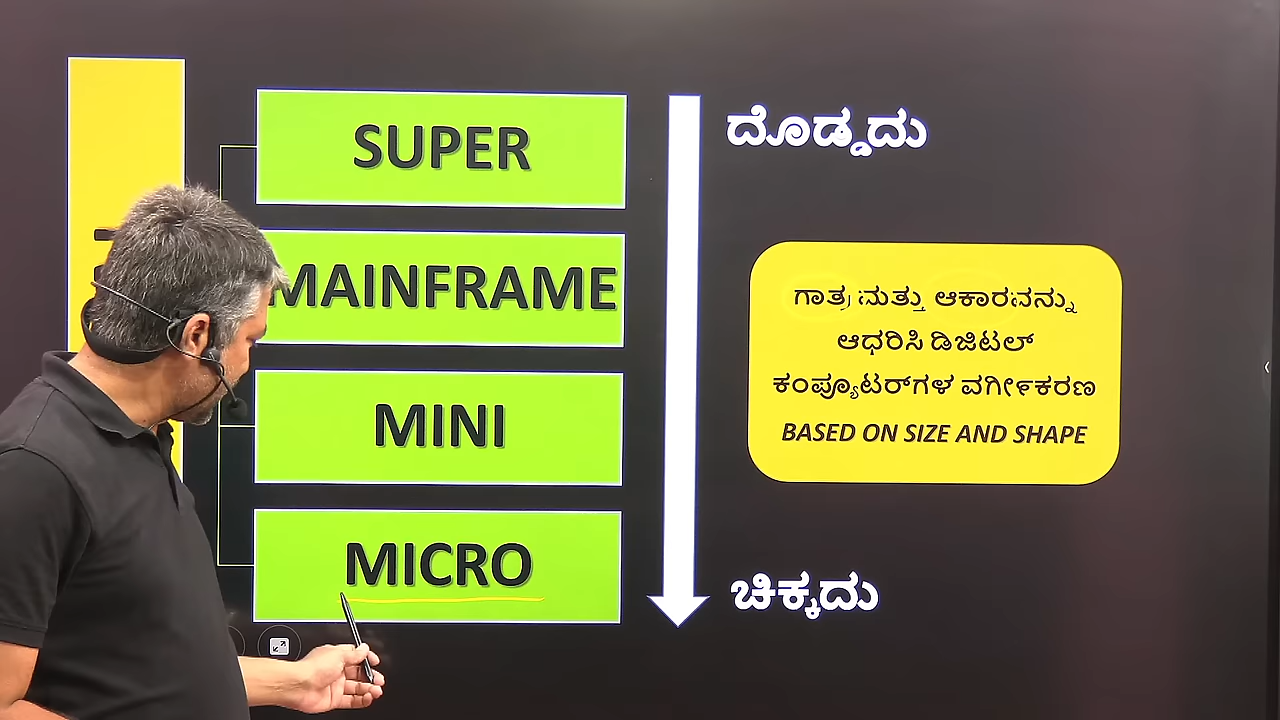 SUPER
MAINFRAME
MINI
MICRO
ದೊಡ್ಡದು
ಗಾತ್ರ ಮತ್ತು ಆಕಾರವನ್ನು
ಆಧರಿಸಿ ಡಿಜಿಟಲ್
ಕಂಪ್ಯೂಟರ್‌ಗಳ ವರ್ಗೀಕರಣ
BASED ON SIZE AND SHAPE
ಚಿಕ್ಕದು